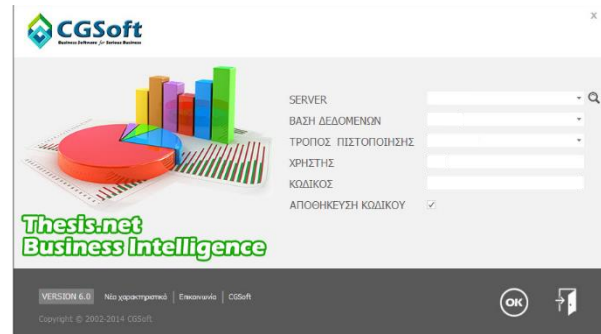 x
CGSoft
Business Software for Serious Business
SERVER
ΒΑΣΗ ΔΕΔΟΜΕΝΩΝ
ΤΡΟΠΟΣ ΠΙΣΤΟΠΟΙΗΣΗΣ
ΧΡΗΣΤΗΣ
ΚΩΔΙΚΟΣ
ΑΠΟΘΗΚΕΥΣΗ ΚΩΔΙΚΟΥ
Thesis.net
Business Intelligence
VERSION 6.0 Νέα χαρακτηριστικά | Επικοινωνία | CGSoft
OK
Copyright © 2002-2014 CGSoft